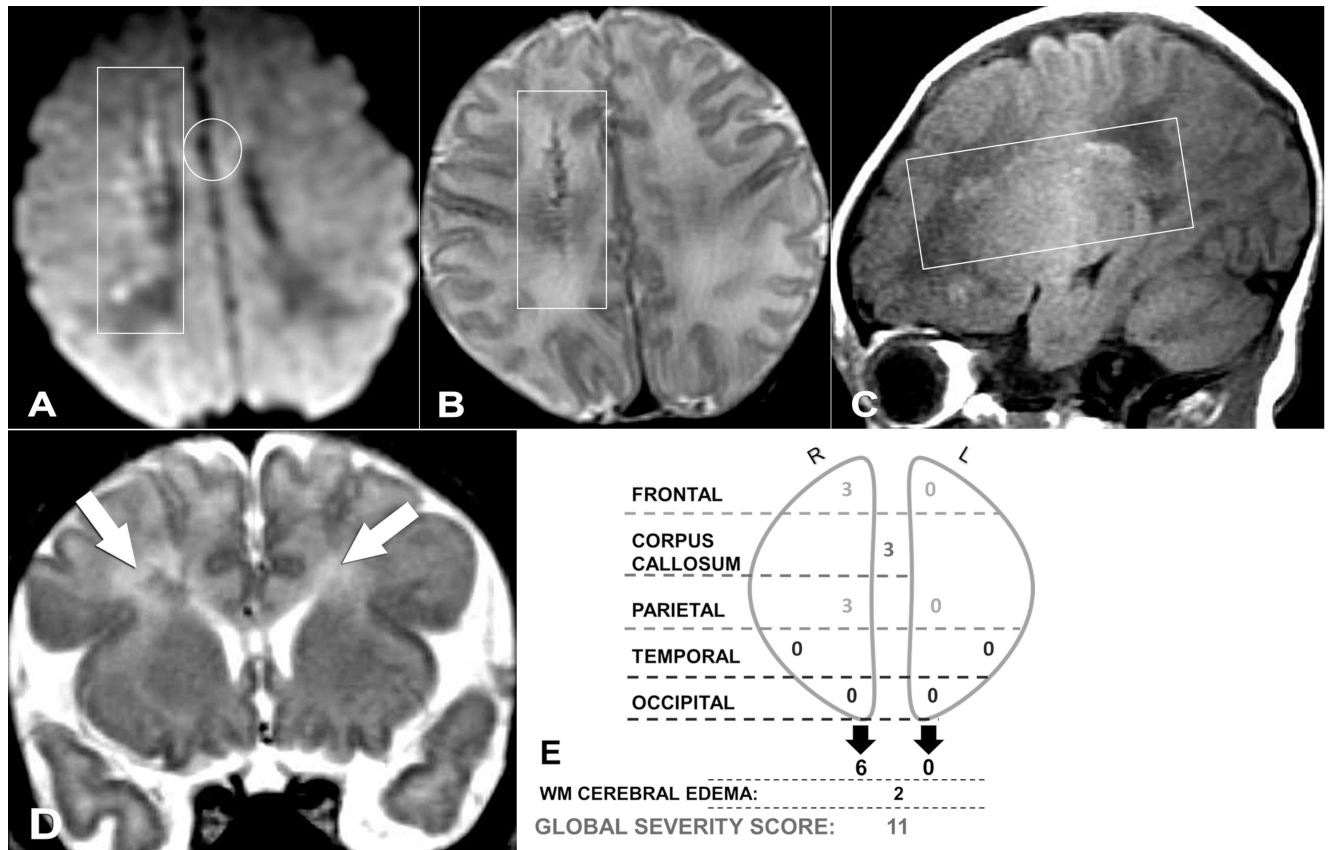 A
B
C
D
R L
FRONTAL 3 0
CORPUS
CALLOSUM 3
PARIETAL 3 0
TEMPORAL 0 0
OCCIPITAL 0 0
E
6 0
WM CEREBRAL EDEMA: 2
GLOBAL SEVERITY SCORE: 11